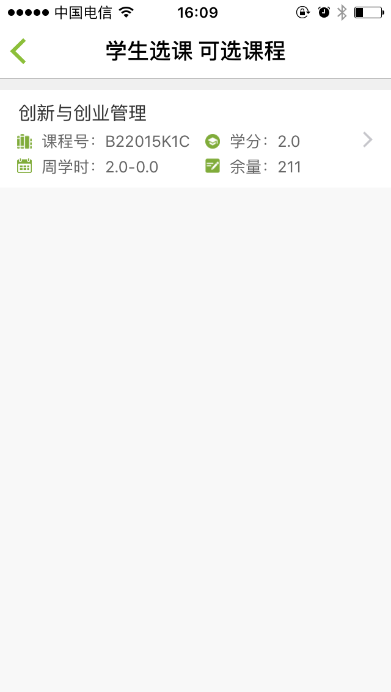 中国电信 16:09
学生选课 可选课程
创新与创业管理
课程号：B22015K1C 学分：2.0
周学时：2.0-0.0 余量：211